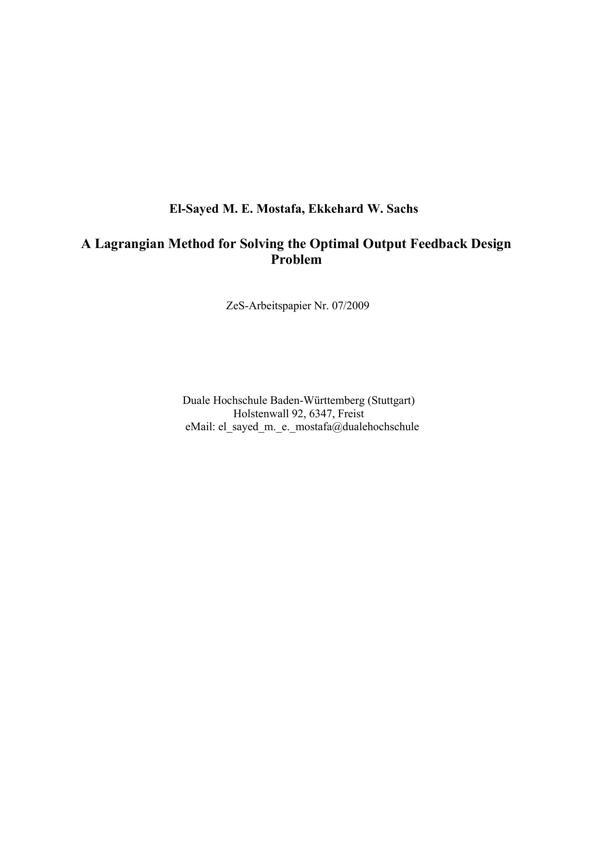 El-Sayed M. E. Mostafa, Ekkehard W. Sachs
A Lagrangian Method for Solving the Optimal Output Feedback Design
Problem
ZeS-Arbeitspapier Nr. 07/2009
Duale Hochschule Baden-Württemberg (Stuttgart)
Holstenwall 92, 6347, Freist
eMail: el_sayed_m._e._mostafa@dualehochschule